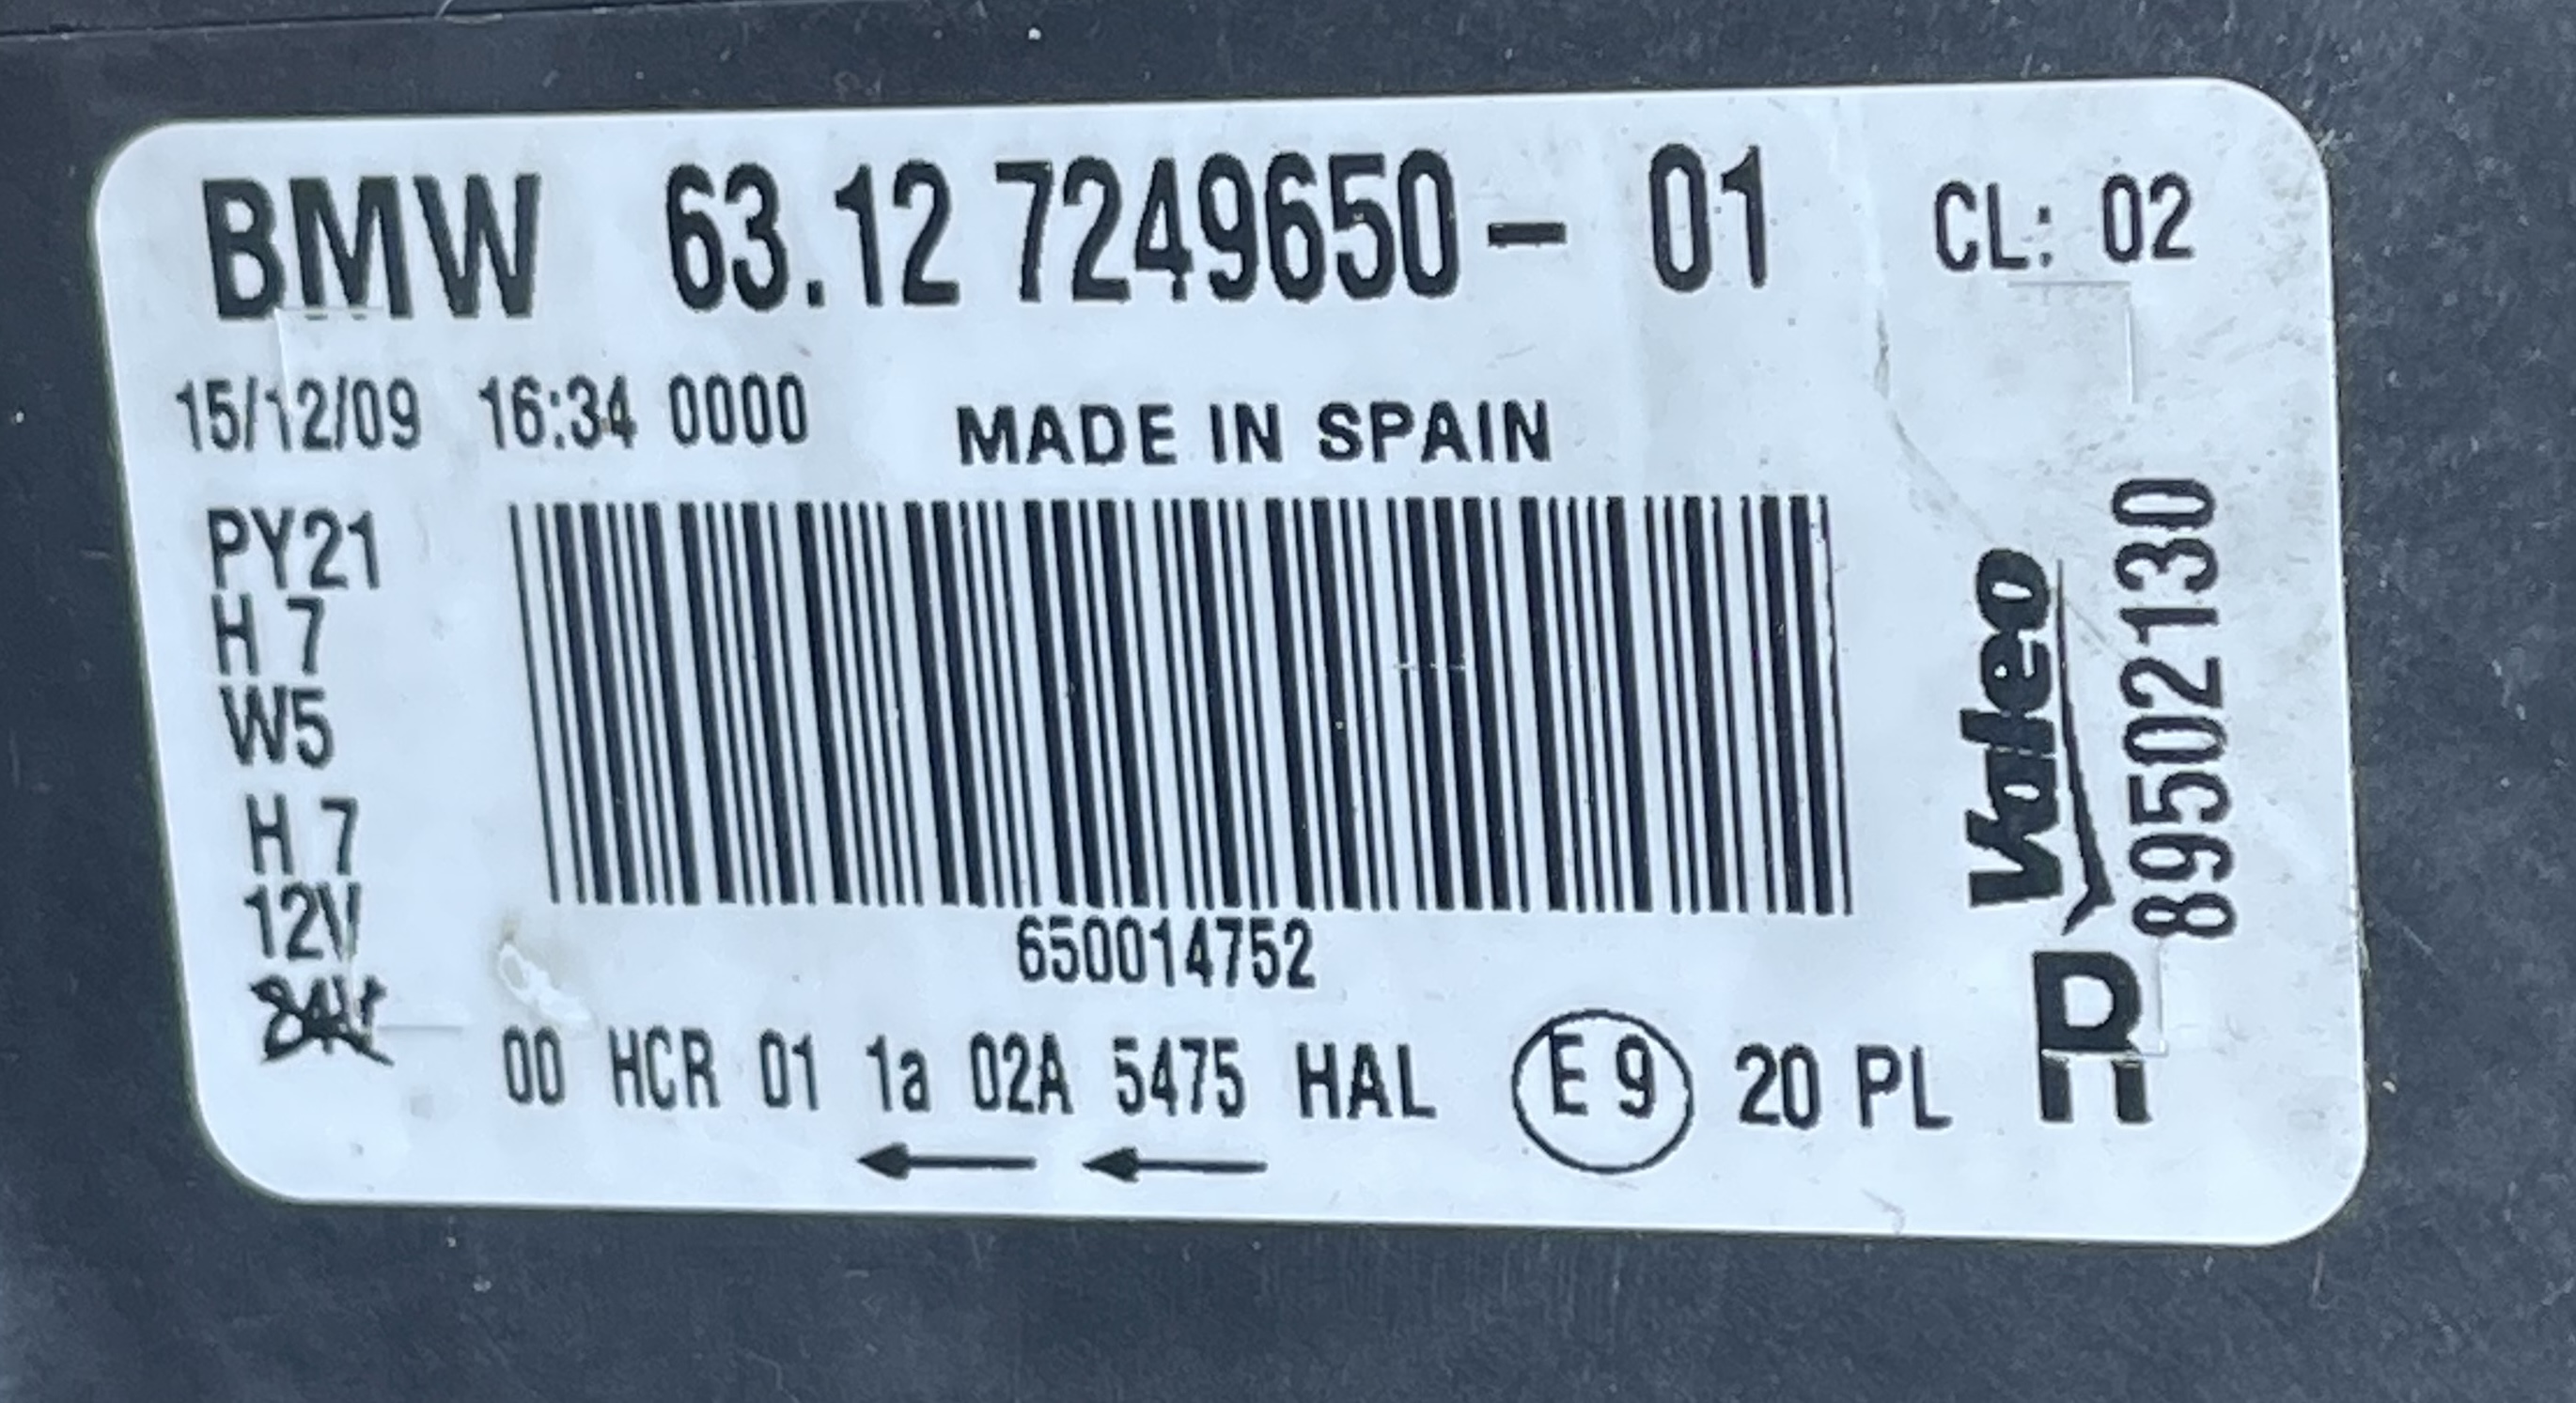 BMW 63.12 7249650- 01 CL: 02
15/12/09 16:34 0000 MADE IN SPAIN
PY21
H 7
W5
H 7
12V
650014752
00 HCR 01 1a 02A 5475 HAL E 9 20 PL
R
Valeo
89502130